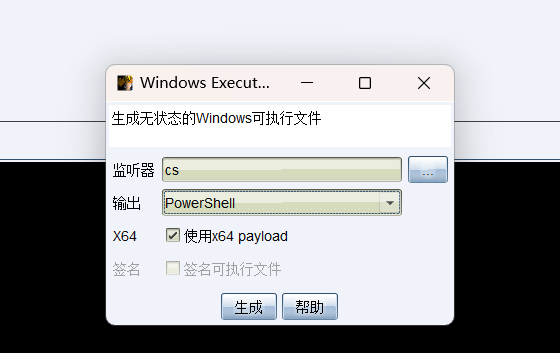 Windows Execut...
生成无状态的Windows可执行文件
监听器 cs ...
输出 PowerShell
X64 使用x64 payload
签名 签名可执行文件
生成 帮助